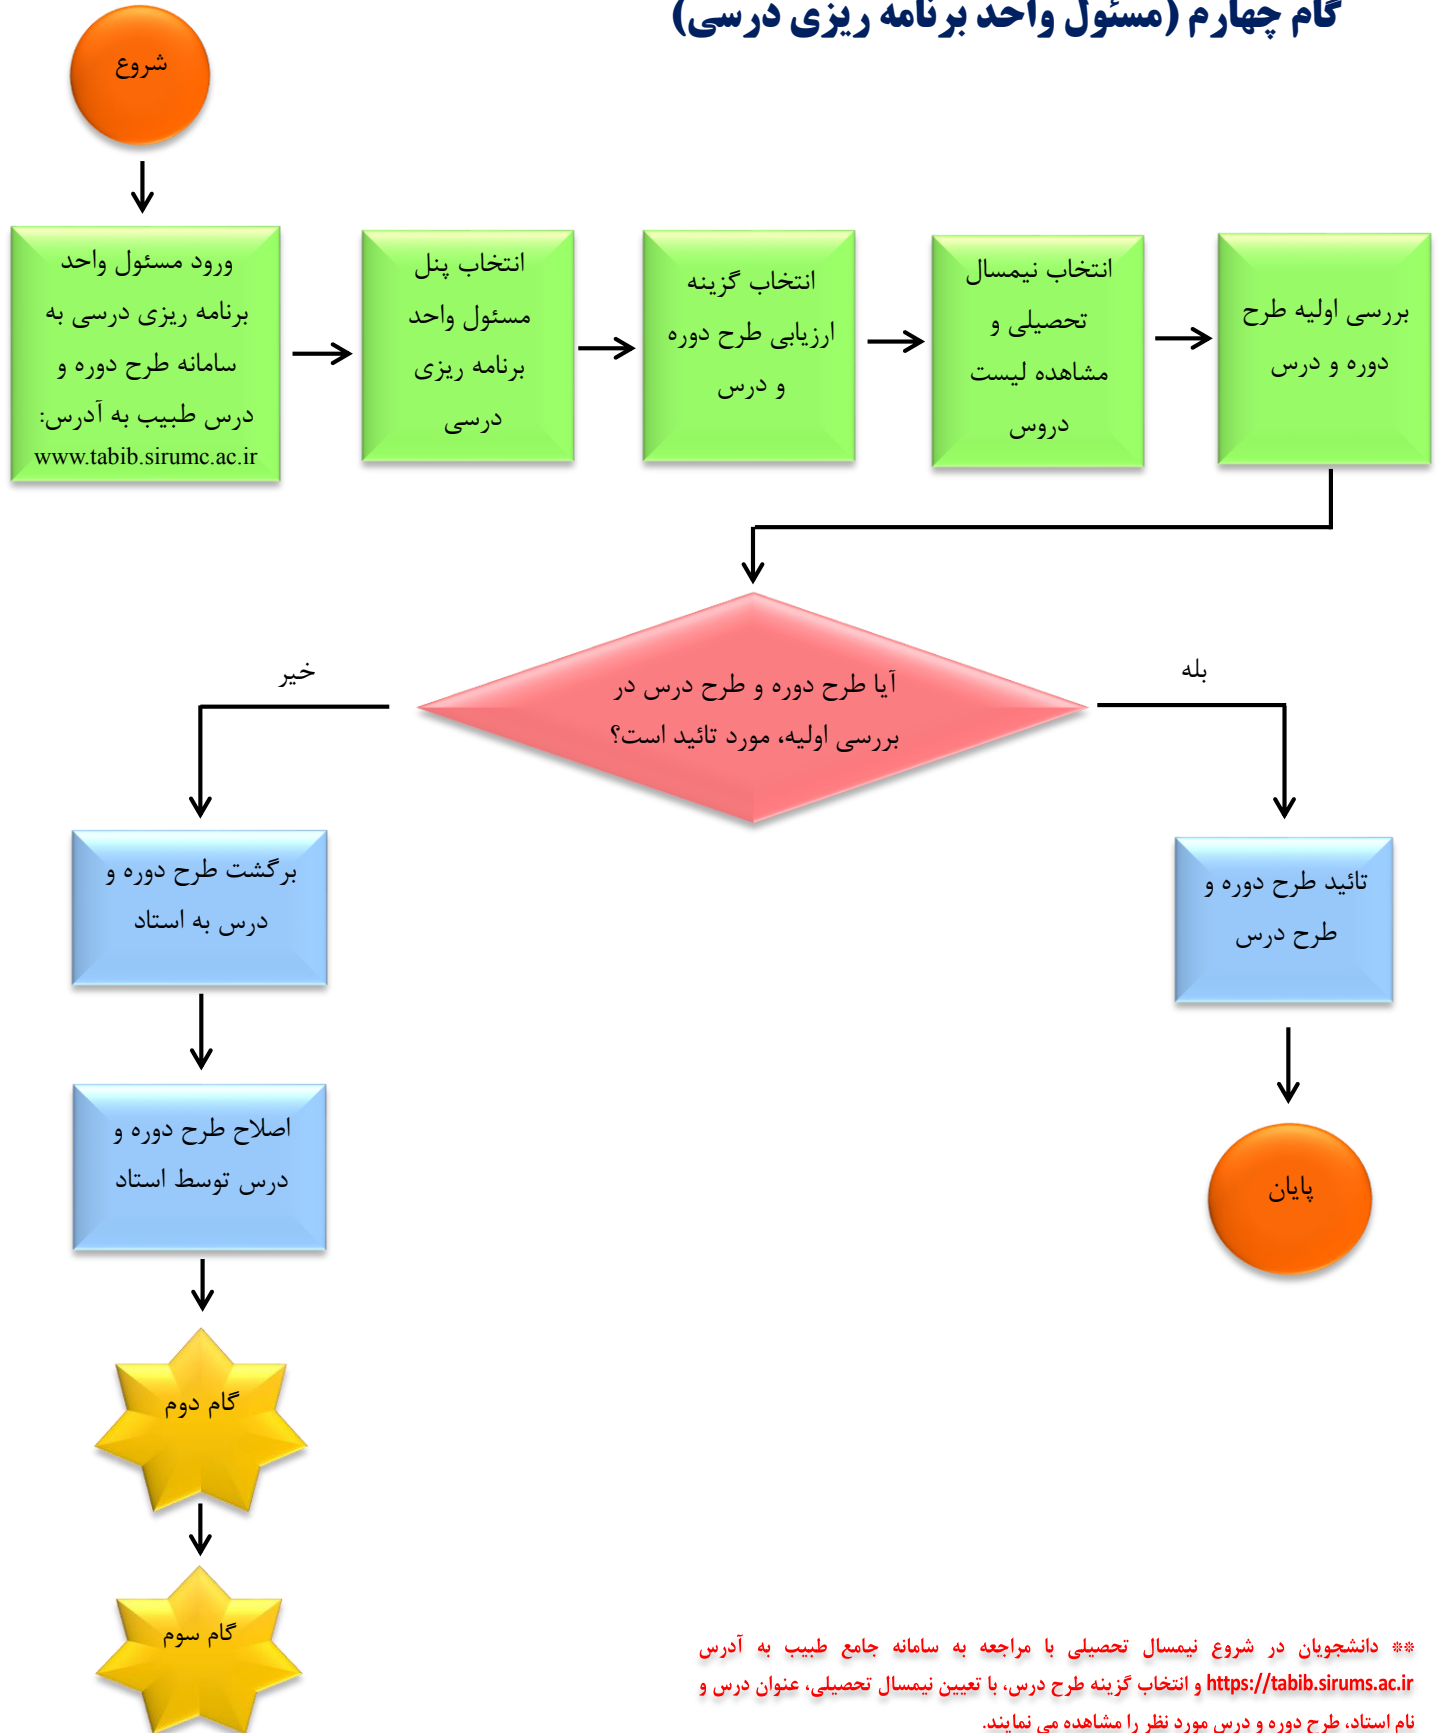 گام چهارم (مسئول واحد برنامه ریزی درسی)
شروع
ورود مسئول واحد
برنامه ریزی درسی به
سامانه طرح دوره و
درس طبیب به آدرس:
www.tabib.sirumc.ac.ir
انتخاب پنل
مسئول واحد
برنامه ریزی
درسی
انتخاب گزینه
ارزیابی طرح دوره
و درس
انتخاب نیمسال
تحصیلی و
مشاهده لیست
دروس
بررسی اولیه طرح
دوره و درس
آیا طرح دوره و طرح درس در
بررسی اولیه، مورد تائید است؟
بله
خیر
تائید طرح دوره و
طرح درس
پایان
برگشت طرح دوره و
درس به استاد
اصلاح طرح دوره و
درس توسط استاد
گام دوم
گام سوم
** دانشجویان در شروع نیمسال تحصیلی با مراجعه به سامانه جامع طبیب به آدرس
https://tabib.sirums.ac.ir و انتخاب گزینه طرح درس، با تعیین نیمسال تحصیلی، عنوان درس و
نام استاد، طرح دوره و درس مورد نظر را مشاهده می نمایند.